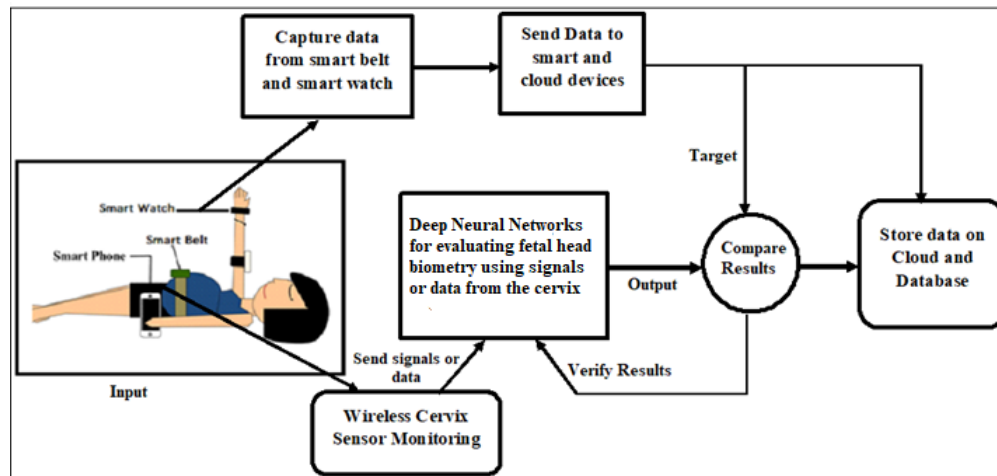 Capture data
from smart belt
and smart watch
Send Data to
smart and
cloud devices
Target
Smart Watch
Smart Belt
Smart Phone
Input
Deep Neural Networks
for evaluating fetal head
biometry using signals
or data from the cervix
Output
Compare
Results
Store data on
Cloud and
Database
Send signals or
data
Verify Results
Wireless Cervix
Sensor Monitoring